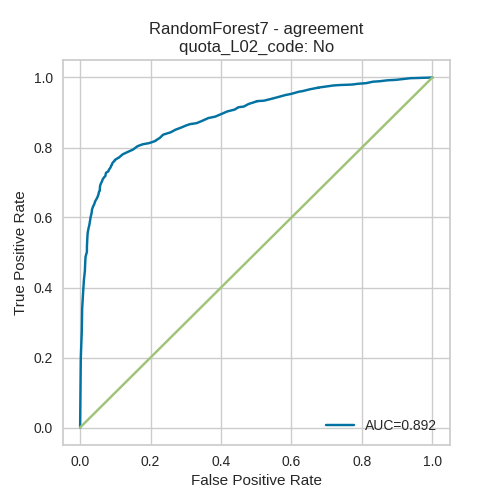 RandomForest7 - agreement
quota_L02_code: No
1.0
0.8
0.6
0.4
0.2
0.0
True Positive Rate
AUC=0.892
0.0 0.2 0.4 0.6 0.8 1.0
False Positive Rate